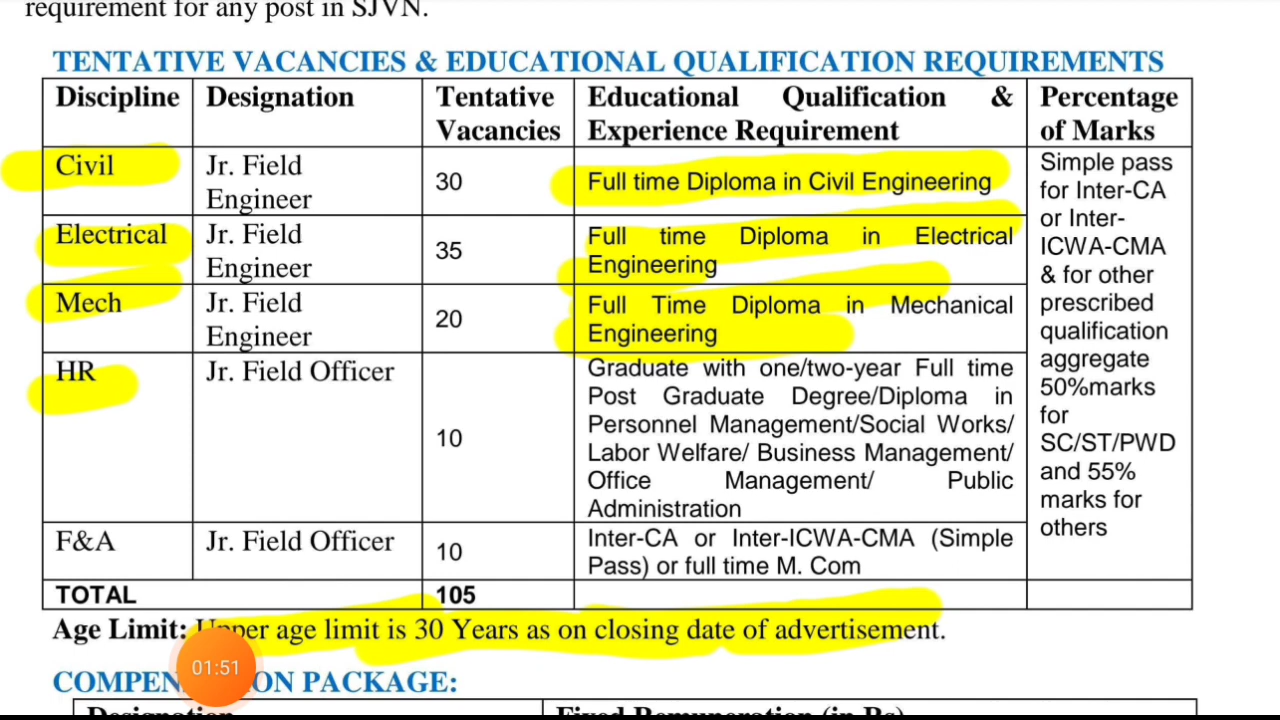 requirement for any post in SJVN.
TENTATIVE VACANCIES & EDUCATIONAL QUALIFICATION REQUIREMENTS
Discipline Designation Tentative Vacancies Educational Qualification & Experience Requirement Percentage of Marks
Civil Jr. Field Engineer 30 Full time Diploma in Civil Engineering
Electrical Jr. Field Engineer 35 Full time Diploma in Electrical Engineering
Mech Jr. Field Engineer 20 Full Time Diploma in Mechanical Engineering
HR Jr. Field Officer 10
Graduate with one/two-year Full time
Post Graduate Degree/Diploma in
Personnel Management/Social Works/
Labor Welfare/ Business Management/
Office Management/ Public
Administration
F&A Jr. Field Officer 10
Inter-CA or Inter-ICWA-CMA (Simple
Pass) or full time M. Com
Simple pass
for Inter-CA
or Inter-
ICWA-CMA
& for other
prescribed
qualification
aggregate
50%marks
for
SC/ST/PWD
and 55%
marks for
others
TOTAL 105
Age Limit: Upper age limit is 30 Years as on closing date of advertisement.
01:51
COMPEN ON PACKAGE:
Designation Fixed Remuneration (in Rs)